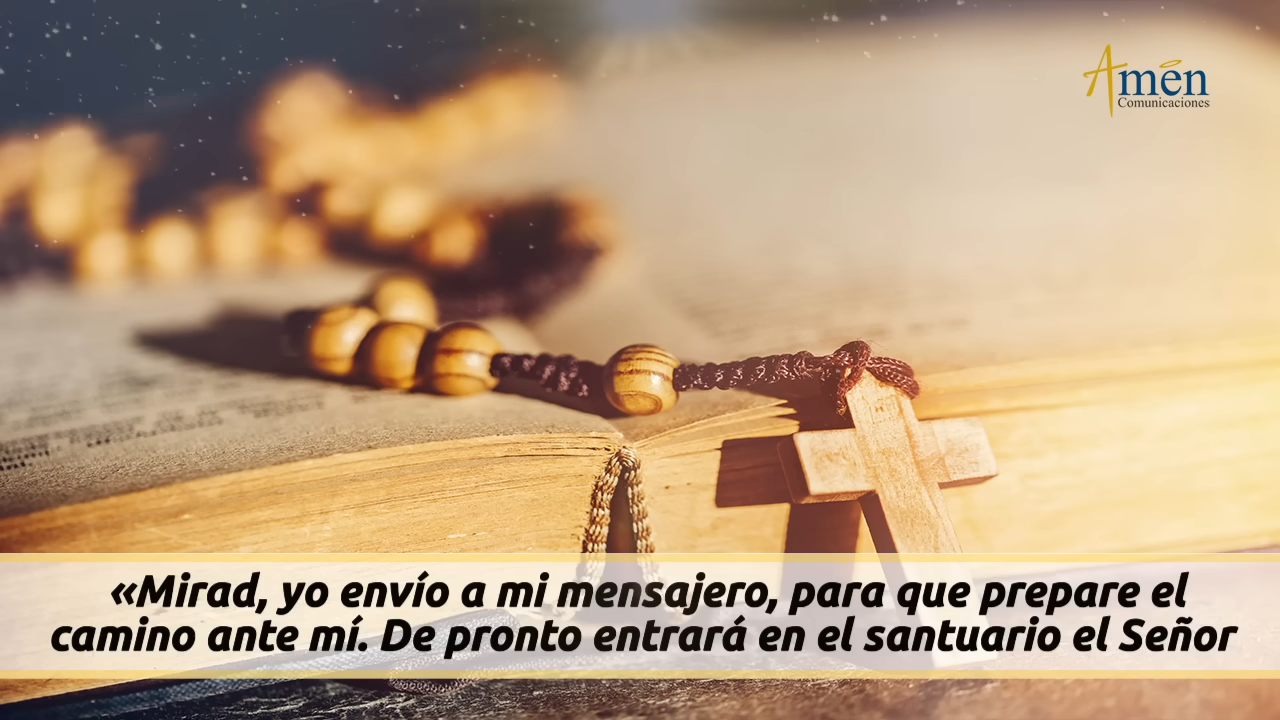 Amén
Comunicaciones
«Mirad, yo envío a mi mensajero, para que prepare el
camino ante mí. De pronto entrará en el santuario el Señor